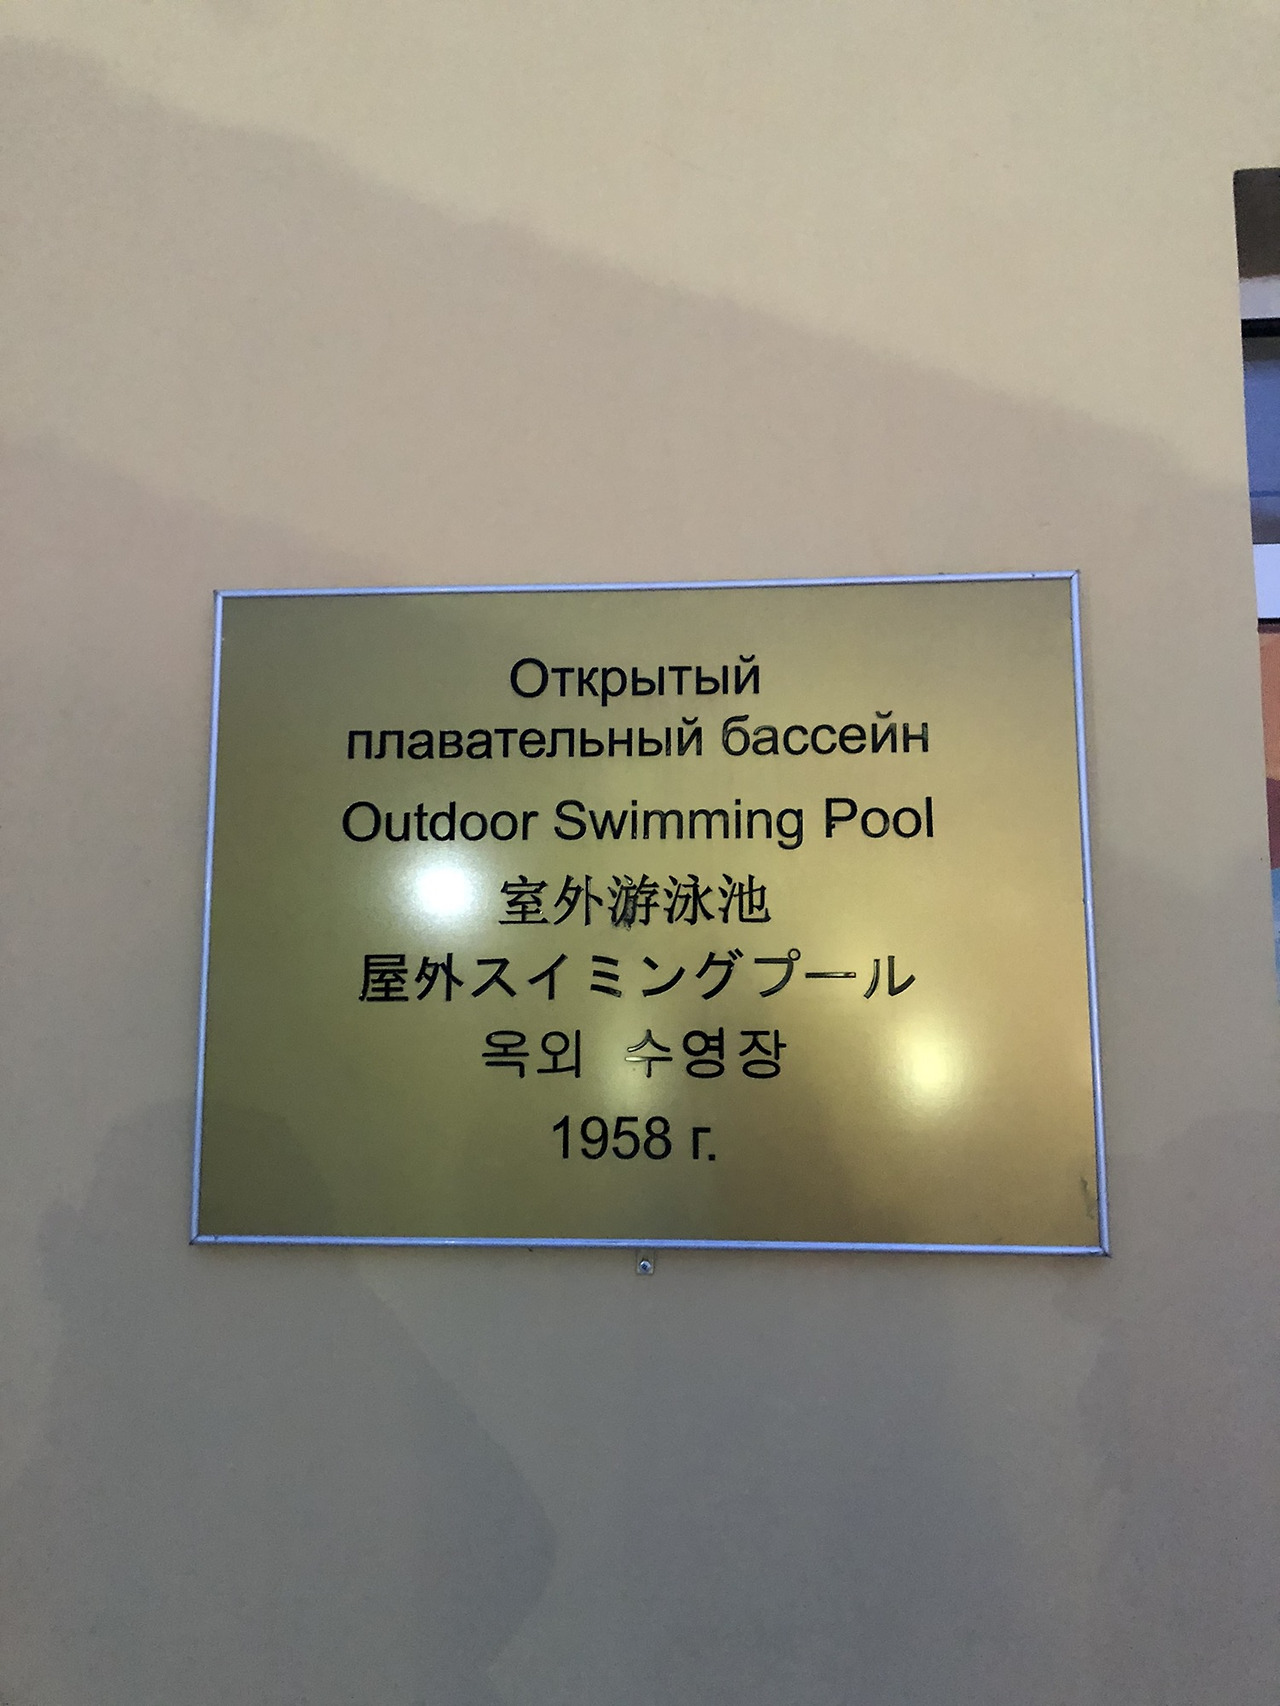 Открытый
плавательный бассейн
Outdoor Swimming Pool
室外游泳池
屋外スイミングプール
옥외 수영장
1958 г.